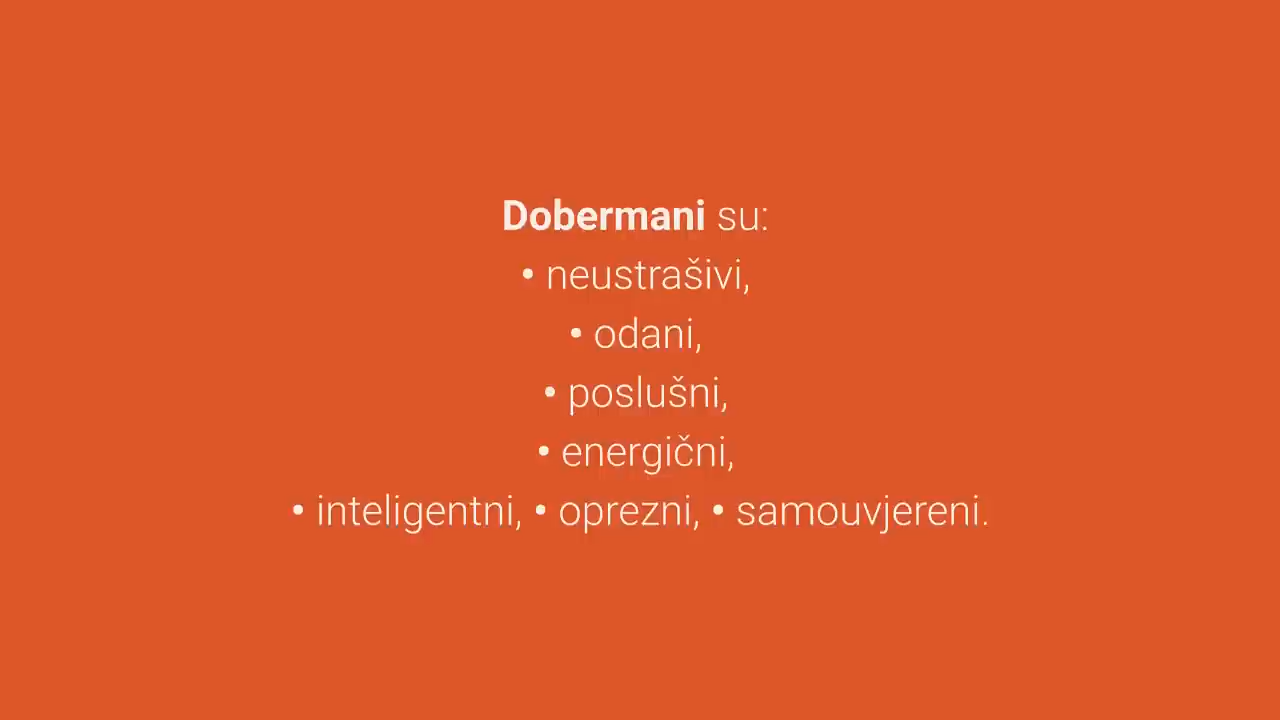 Dobermani su:
• neustrašivi,
• odani,
• poslušni,
• energični,
• inteligentni, • oprezni, • samouvjereni.